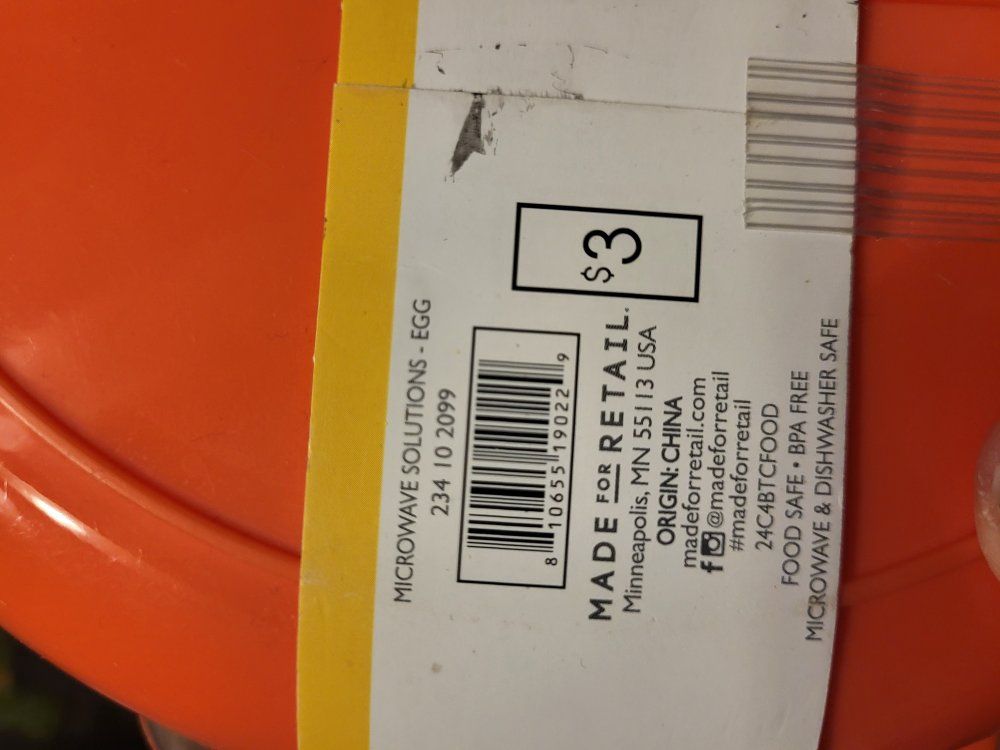 MICROWAVE SOLUTIONS - EGG
234 10 2099
8 10655 19022 9
$3
MADE FOR RETAIL.
Minneapolis, MN 55113 USA
ORIGIN: CHINA
madeforretail.com
f @madeforretail
#madeforretail
24C4BTCFOOD
FOOD SAFE • BPA FREE
MICROWAVE & DISHWASHER SAFE